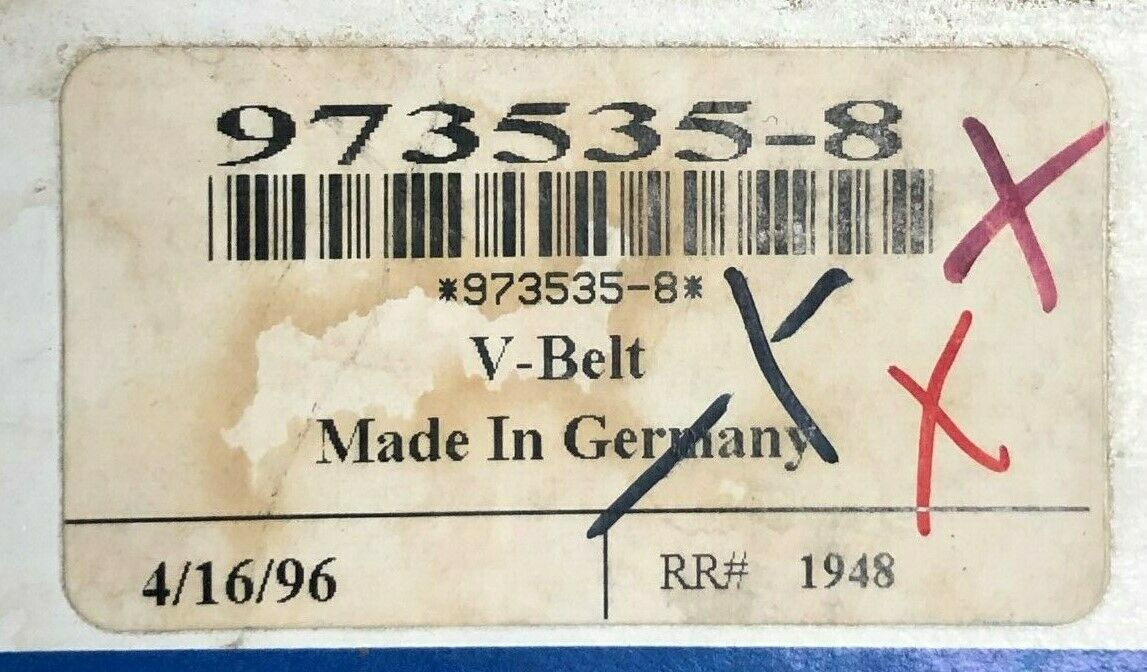 973535-8
*973535-8*
V-Belt
Made In Germany
4/16/96
RR# 1948